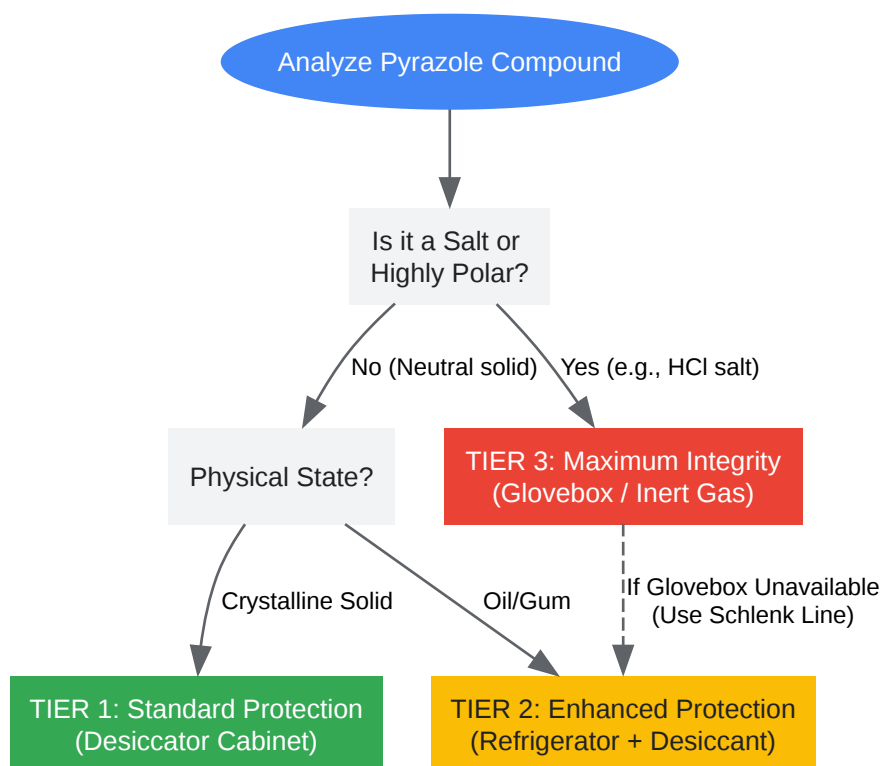 Analyze Pyrazole Compound
Is it a Salt or
Highly Polar?
No (Neutral solid)
Yes (e.g., HCl salt)
Physical State?
TIER 3: Maximum Integrity
(Glovebox / Inert Gas)
Crystalline Solid
Oil/Gum
If Glovebox Unavailable
(Use Schlenk Line)
TIER 1: Standard Protection
(Desiccator Cabinet)
TIER 2: Enhanced Protection
(Refrigerator + Desiccant)